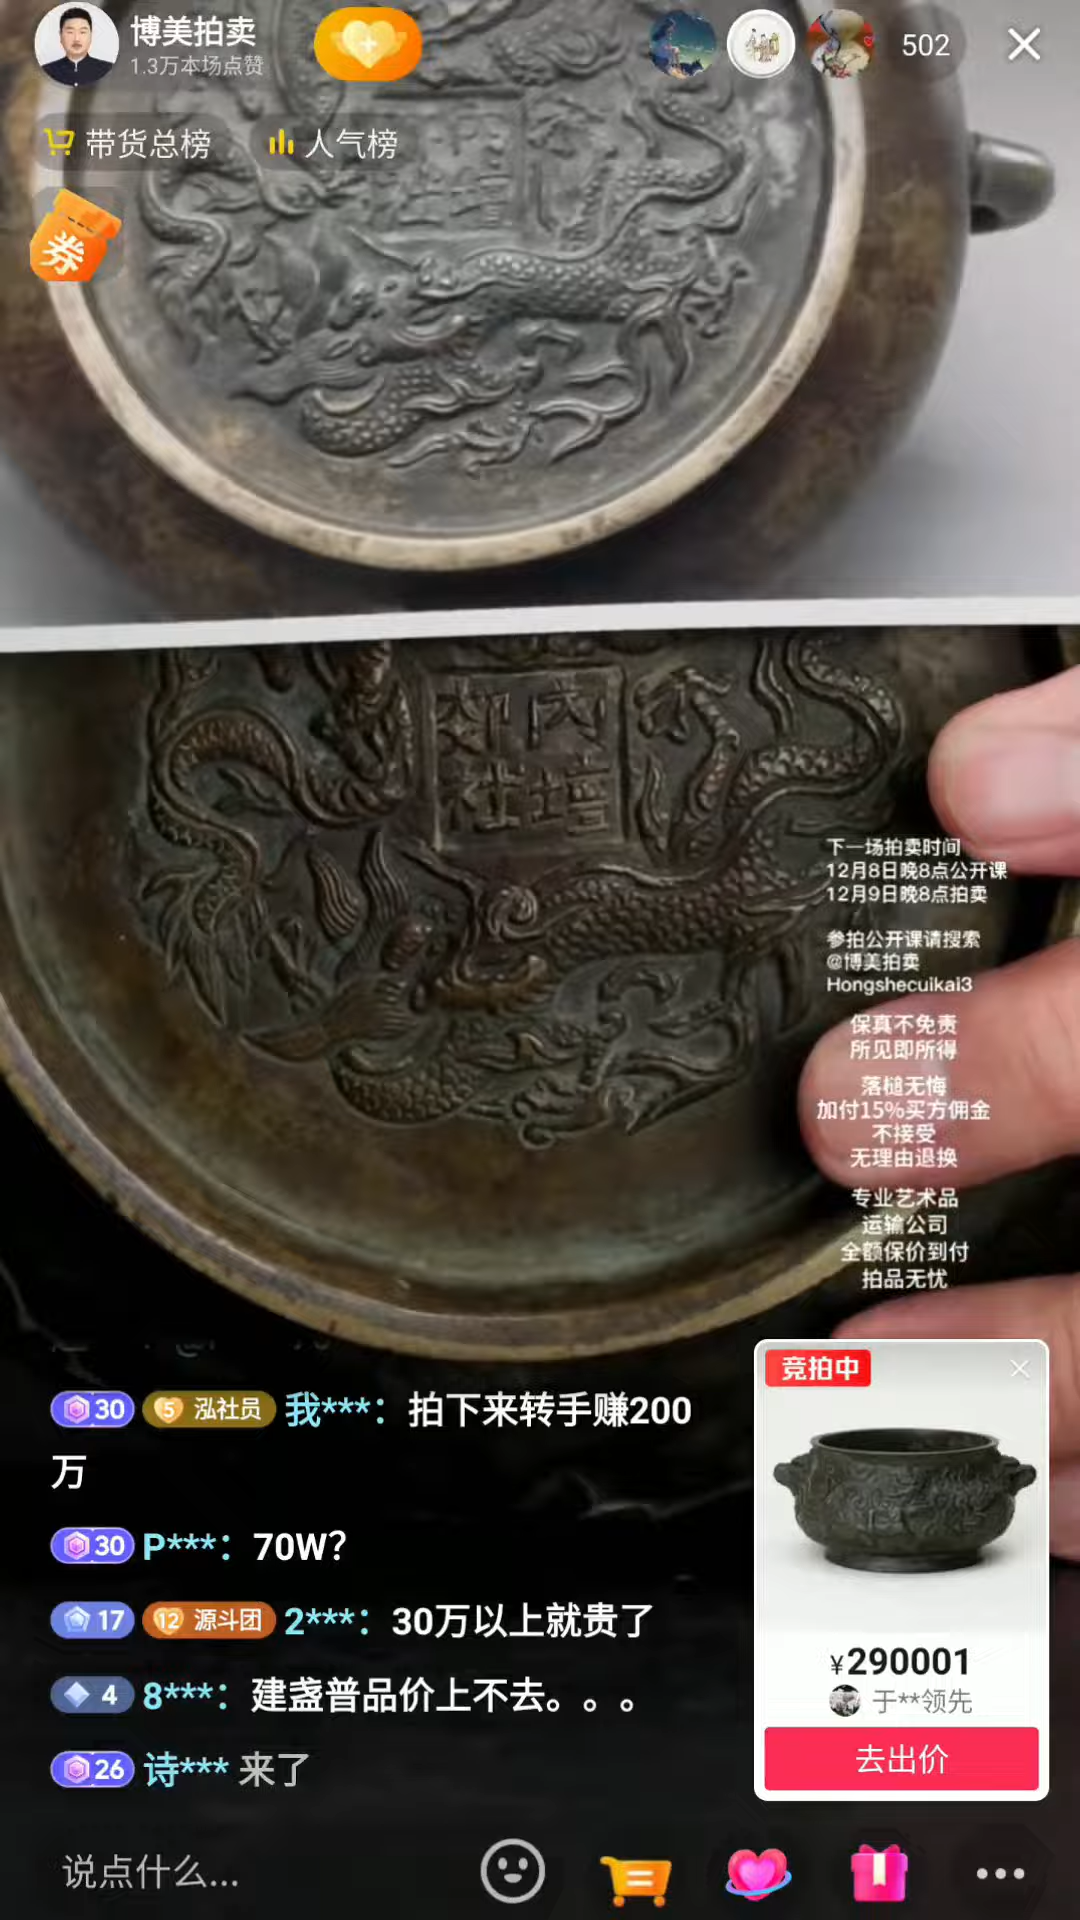 博美拍卖
1.3万本场点赞
502
带货总榜
人气榜
券
内
郊
坛
社
下一场拍卖时间
12月8日晚8点公开课
12月9日晚8点拍卖
参拍公开课请搜索
@博美拍卖
Hongshecuikai3
保真不免责
所见即所得
落槌无悔
加付15%买方佣金
不接受
无理由退换
专业艺术品
运输公司
全额保价到付
拍品无忧
30 5 泓社员 我***：拍下来转手赚200
万
30 P***：70W？
17 12 源斗团 2***：30万以上就贵了
4 8***：建盏普品价上不去。。。
26 诗*** 来了
竞拍中
¥290001
于**领先
去出价
说点什么...